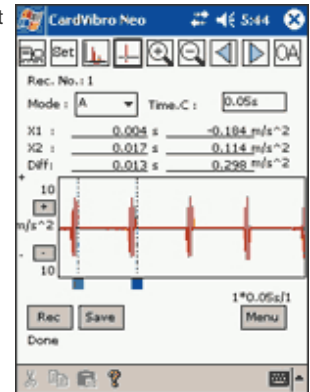 t
CardVibro Neo 5:44
Set OA
Rec. No.: 1
Mode : A Time.C : 0.05s
X1 : 0.004 s -0.184 m/s^2
X2 : 0.017 s 0.114 m/s^2
Diff: 0.013 s 0.298 m/s^2
+
10
+
m/s^2
- -
10
1*0.05s/1
Rec Save Menu
Done